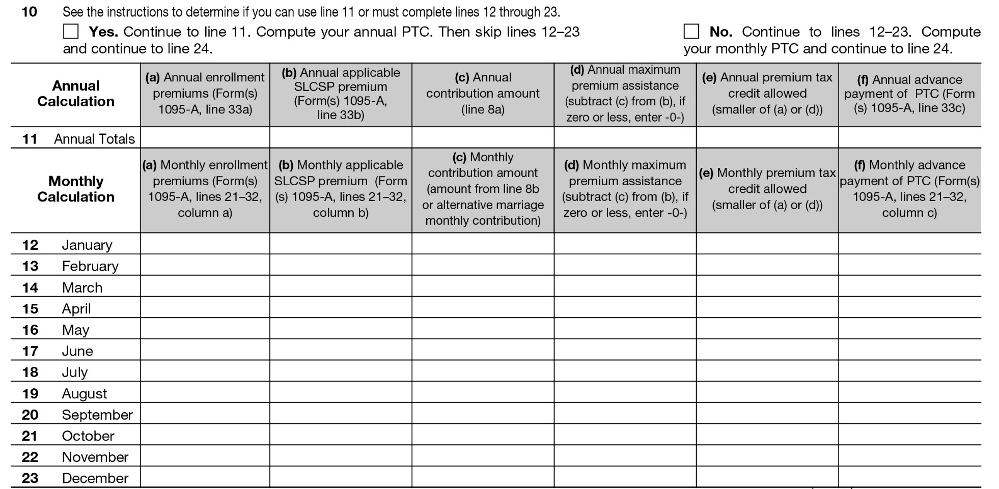 10 See the instructions to determine if you can use line 11 or must complete lines 12 through 23.
Yes. Continue to line 11. Compute your annual PTC. Then skip lines 12–23
and continue to line 24.
No. Continue to lines 12–23. Compute
your monthly PTC and continue to line 24.
Annual
Calculation
(a) Annual enrollment
premiums (Form(s)
1095-A, line 33a)
(b) Annual applicable
SLCSP premium
(Form(s) 1095-A,
line 33b)
(c) Annual
contribution amount
(line 8a)
(d) Annual maximum
premium assistance
(subtract (c) from (b), if
zero or less, enter -0-)
(e) Annual premium tax
credit allowed
(smaller of (a) or (d))
(f) Annual advance
payment of PTC (Form
(s) 1095-A, line 33c)
11 Annual Totals
Monthly
Calculation
(a) Monthly enrollment
premiums (Form(s)
1095-A, lines 21–32,
column a)
(b) Monthly applicable
SLCSP premium (Form
(s) 1095-A, lines 21–32,
column b)
(c) Monthly
contribution amount
(amount from line 8b
or alternative marriage
monthly contribution)
(d) Monthly maximum
premium assistance
(subtract (c) from (b), if
zero or less, enter -0-)
(e) Monthly premium tax
credit allowed
(smaller of (a) or (d))
(f) Monthly advance
payment of PTC (Form(s)
1095-A, lines 21–32,
column c)
12 January
13 February
14 March
15 April
16 May
17 June
18 July
19 August
20 September
21 October
22 November
23 December